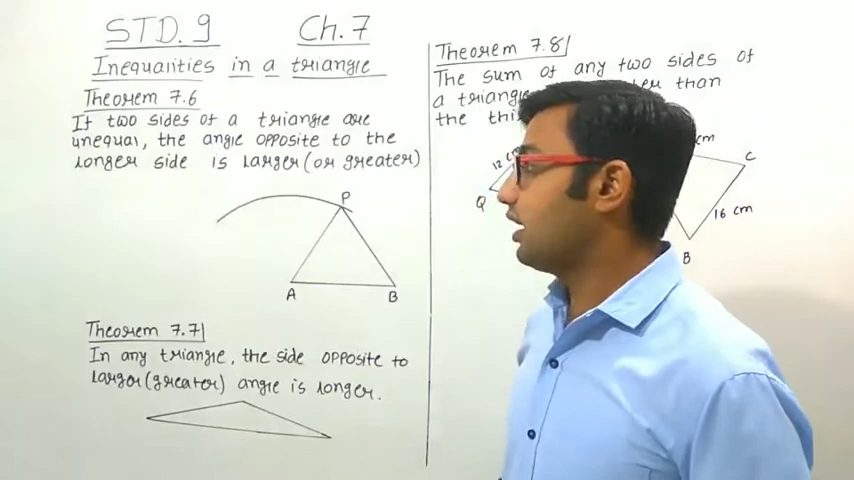 STD. 9 Ch. 7
Inequalities in a triangle
Theorem 7.6
If two sides of a triangle are
unequal, the angle opposite to the
longer side is larger (or greater)
P
A B
Theorem 7.7
In any triangle, the side opposite to
larger (greater) angle is longer.
Theorem 7.8
The sum of any two sides of
a triangle than
the
12 cm
Q
cm
C
16 cm
B